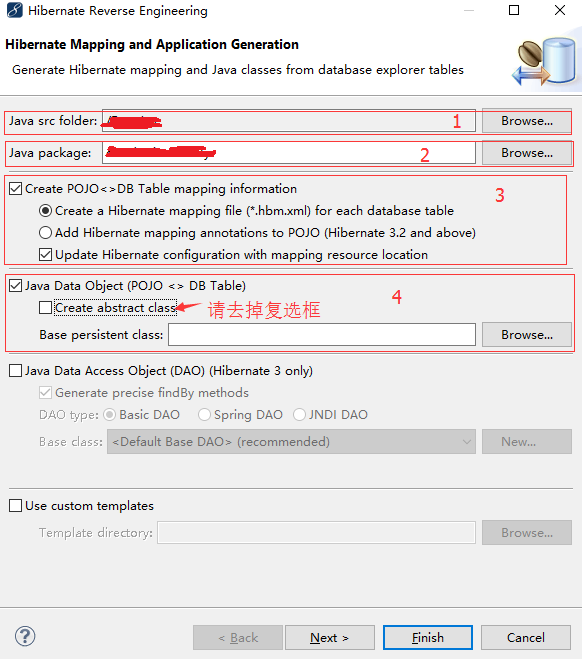 Hibernate Reverse Engineering
Hibernate Mapping and Application Generation
Generate Hibernate mapping and Java classes from database explorer tables
Java src folder: 1 Browse...
Java package: 2 Browse...
Create POJO<>DB Table mapping information 3
Create a Hibernate mapping file (*.hbm.xml) for each database table
Add Hibernate mapping annotations to POJO (Hibernate 3.2 and above)
Update Hibernate configuration with mapping resource location
Java Data Object (POJO <> DB Table) 4
Create abstract class 请去掉复选框
Base persistent class: Browse...
Java Data Access Object (DAO) (Hibernate 3 only)
Generate precise findBy methods
DAO type: Basic DAO Spring DAO JNDI DAO
Base class: <Default Base DAO> (recommended) New...
Use custom templates
Template directory: Browse...
? < Back Next > Finish Cancel